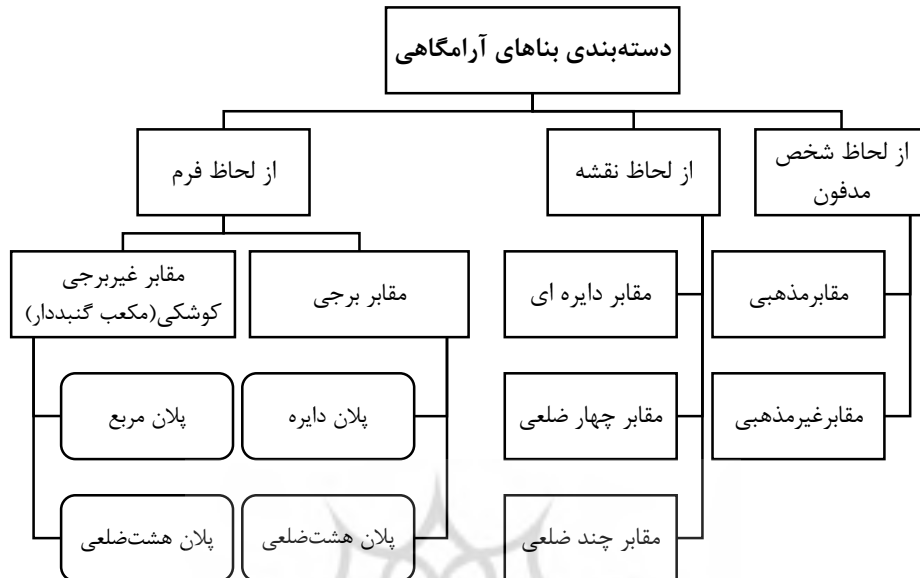 دسته‌بندی بناهای آرامگاهی
از لحاظ شخص
مدفون
از لحاظ نقشه
از لحاظ فرم
مقابرمذهبی
مقابرغیرمذهبی
مقابر دایره ای
مقابر چهار ضلعی
مقابر چند ضلعی
مقابر برجی
پلان دایره
پلان هشت‌ضلعی
مقابر غیربرجی
کوشکی(مکعب گنبددار)
پلان مربع
پلان هشت‌ضلعی